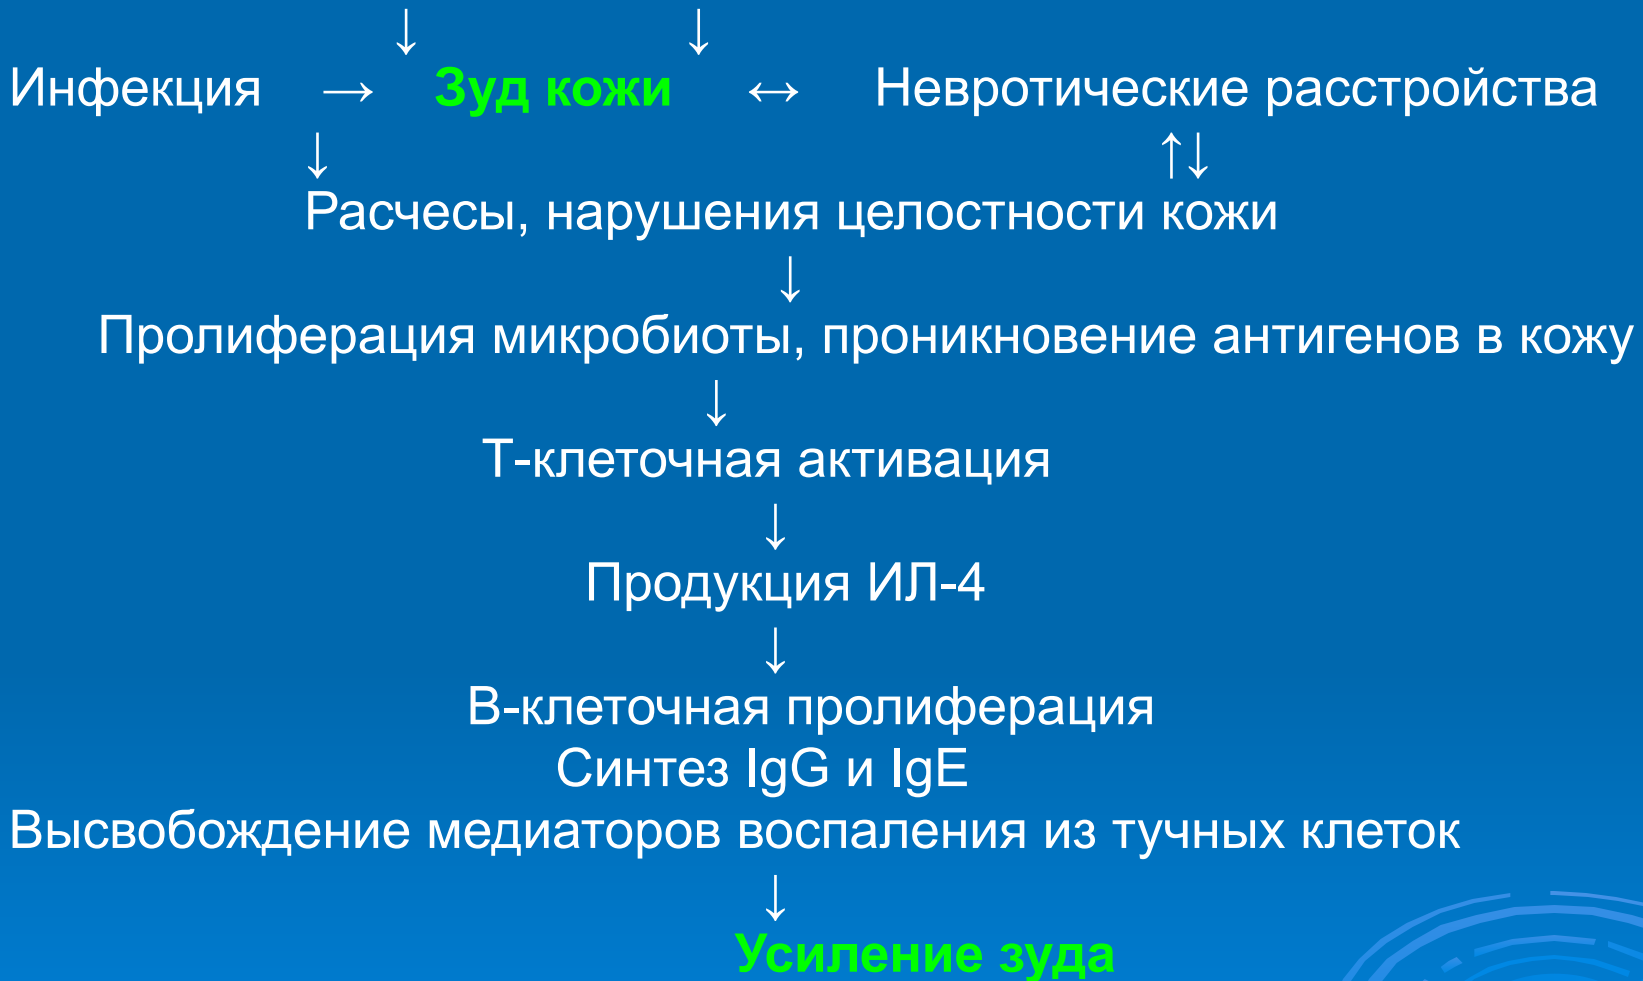 ↓ ↓
Инфекция → Зуд кожи ↔ Невротические расстройства
↓ ↑↓
Расчесы, нарушения целостности кожи
↓
Пролиферация микробиоты, проникновение антигенов в кожу
↓
Т-клеточная активация
↓
Продукция ИЛ-4
↓
В-клеточная пролиферация
Синтез IgG и IgE
Высвобождение медиаторов воспаления из тучных клеток
↓
Усиление зуда